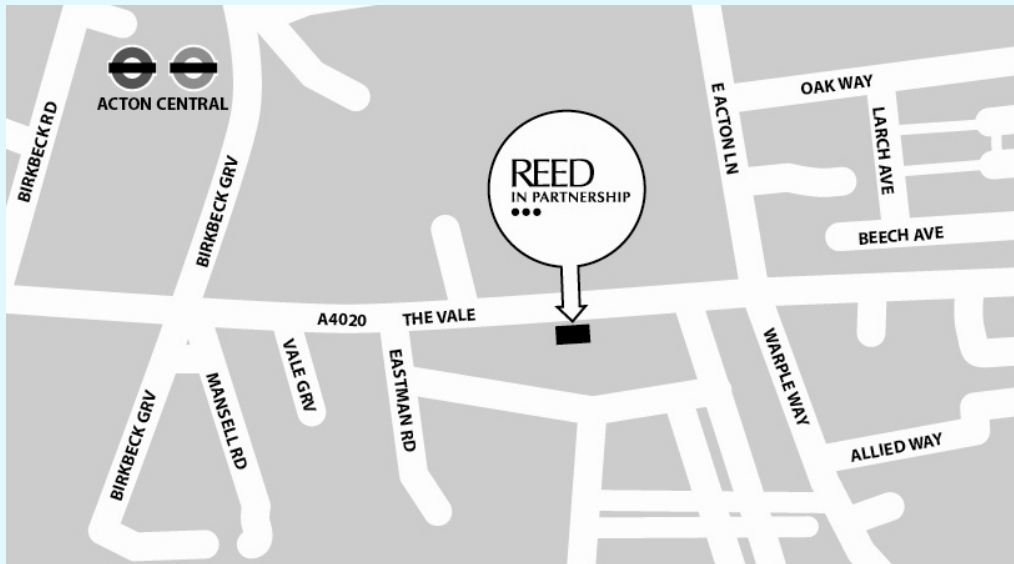 ACTON CENTRAL
BIRKBECK RD
BIRKBECK GRV
E ACTON LN
OAK WAY
LARCH AVE
BEECH AVE
REED
IN PARTNERSHIP
A4020
THE VALE
VALE GRV
EASTMAN RD
MANSELL RD
BIRKBECK GRV
WARPLE WAY
ALLIED WAY